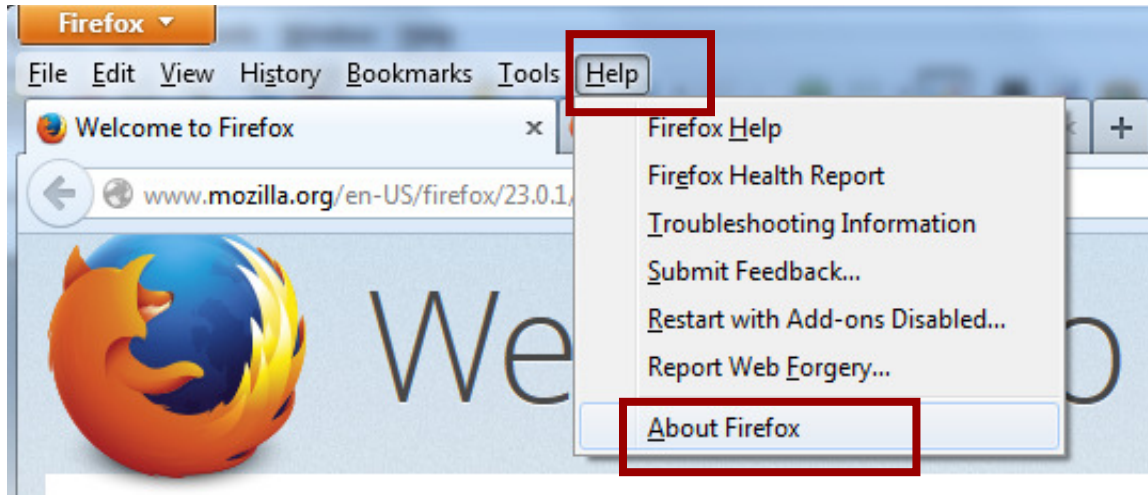 Firefox
File Edit View History Bookmarks Tools Help
Welcome to Firefox
www.mozilla.org/en-US/firefox/23.0.1/
We
Firefox Help
Firefox Health Report
Troubleshooting Information
Submit Feedback...
Restart with Add-ons Disabled...
Report Web Forgery...
About Firefox